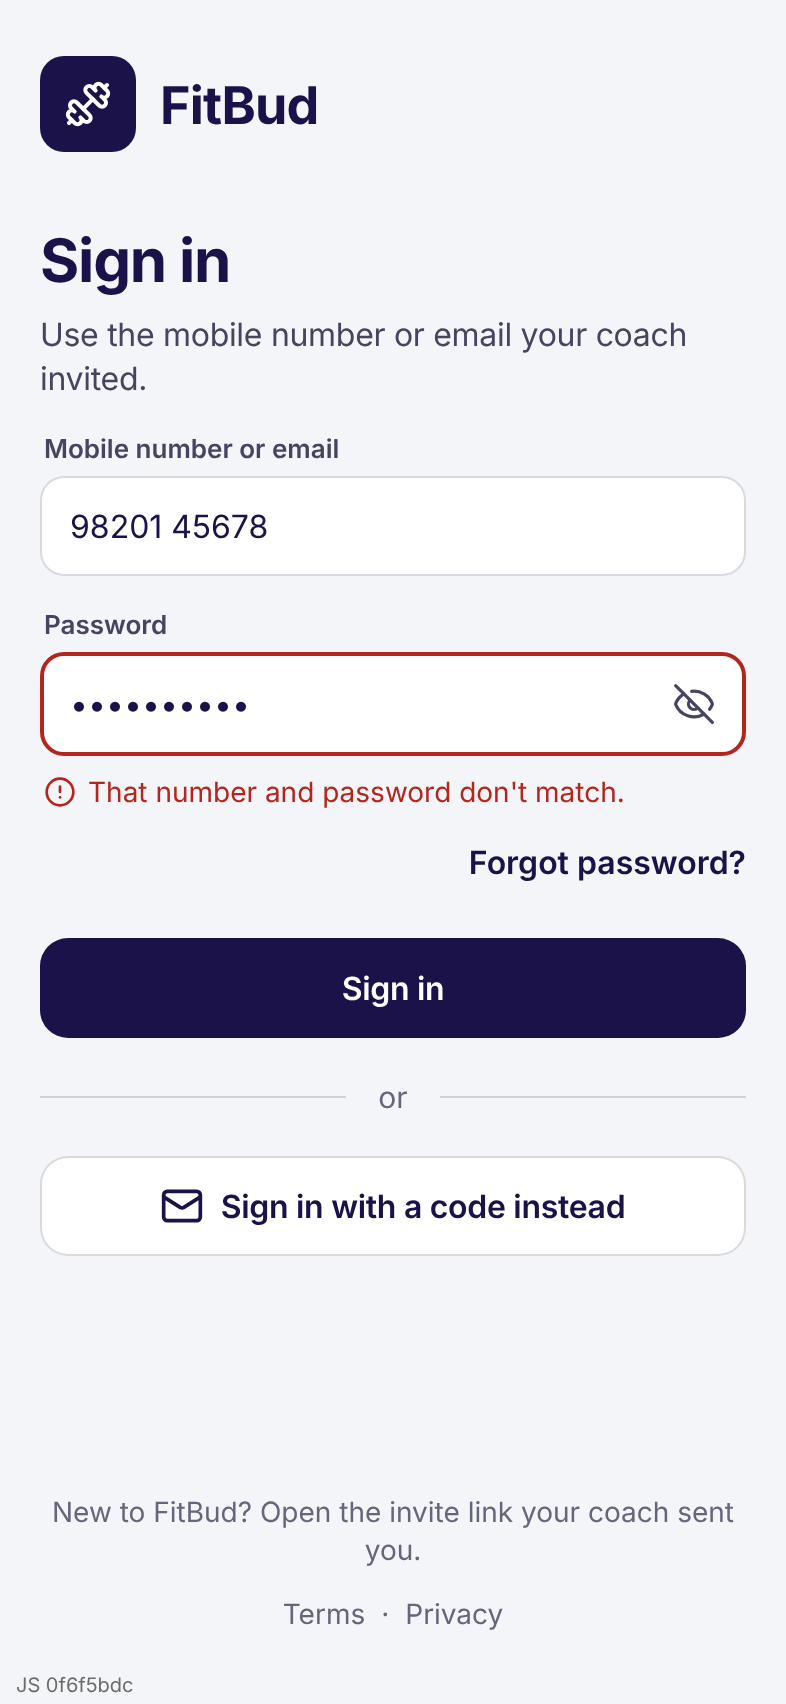 FitBud
Sign in
Use the mobile number or email your coach
invited.
Mobile number or email
98201 45678
Password
••••••••••
That number and password don't match.
Forgot password?
Sign in
or
Sign in with a code instead
New to FitBud? Open the invite link your coach sent
you.
Terms · Privacy
JS 0f6f5bdc